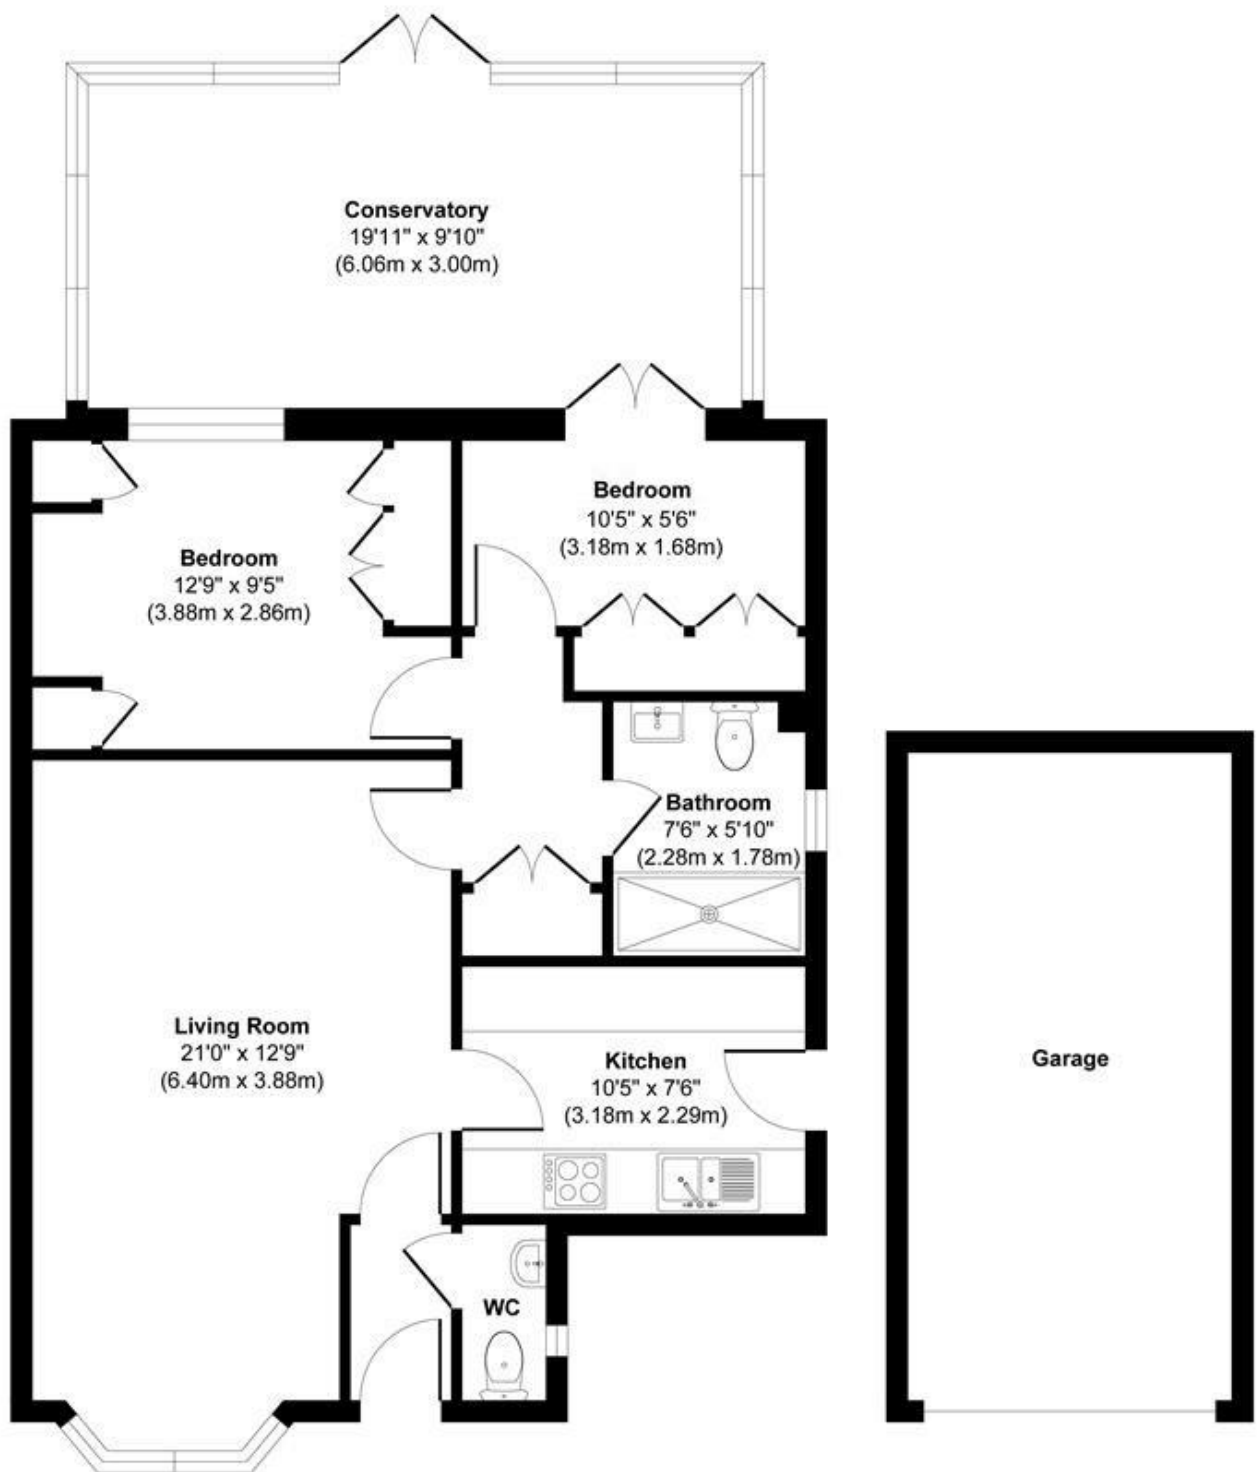 Conservatory
19'11" x 9'10"
(6.06m x 3.00m)
Bedroom
10'5" x 5'6"
(3.18m x 1.68m)
Bedroom
12'9" x 9'5"
(3.88m x 2.86m)
Bathroom
7'6" x 5'10"
(2.28m x 1.78m)
Living Room
21'0" x 12'9"
(6.40m x 3.88m)
Kitchen
10'5" x 7'6"
(3.18m x 2.29m)
Garage
WC